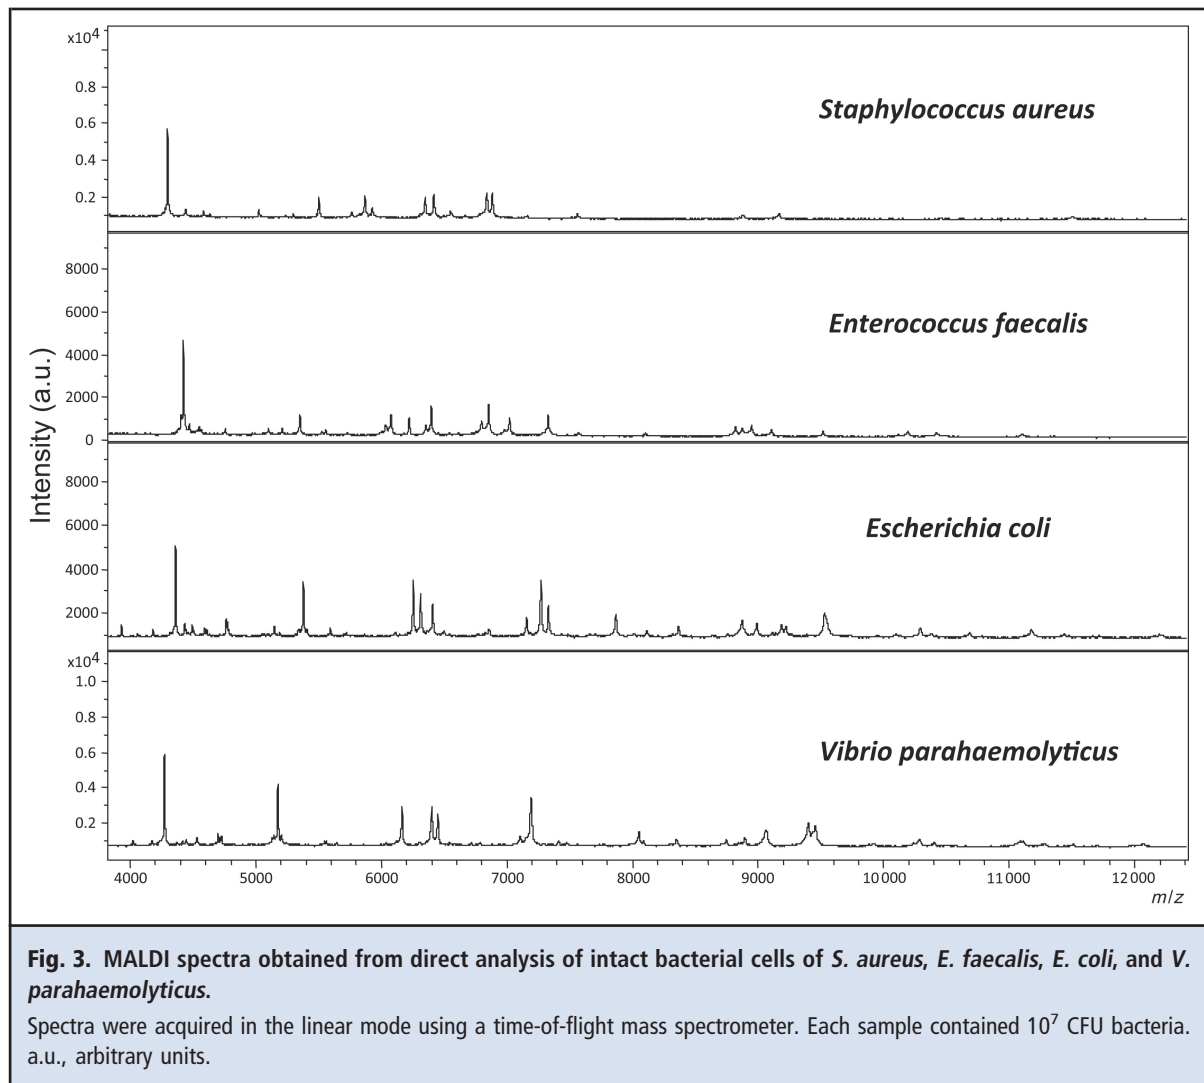 x10⁴
0.8
0.6
0.4
0.2
Staphylococcus aureus
8000
6000
4000
2000
0
Enterococcus faecalis
Intensity (a.u.)
8000
6000
4000
2000
Escherichia coli
x10⁴
1.0
0.8
0.6
0.4
0.2
Vibrio parahaemolyticus
4000 5000 6000 7000 8000 9000 10000 11000 12000
m/z
Fig. 3. MALDI spectra obtained from direct analysis of intact bacterial cells of S. aureus, E. faecalis, E. coli, and V.
parahaemolyticus.
Spectra were acquired in the linear mode using a time-of-flight mass spectrometer. Each sample contained 10⁷ CFU bacteria.
a.u., arbitrary units.